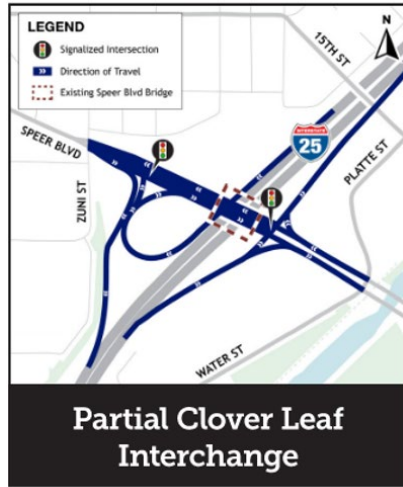 LEGEND
Signalized Intersection
Direction of Travel
Existing Speer Blvd Bridge
N
15TH ST
INTERSTATE
25
SPEER BLVD
ZUNI ST
PLATTE ST
WATER ST
Partial Clover Leaf
Interchange